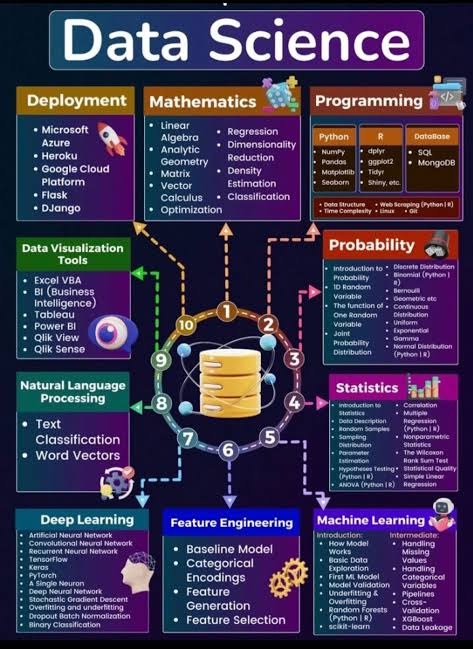 Data Science
Deployment
• Microsoft
Azure
• Heroku
• Google Cloud
Platform
• Flask
• DJango
Mathematics
• Linear
Algebra
• Analytic
Geometry
• Matrix
• Vector
Calculus
• Optimization
• Regression
• Dimensionality
Reduction
• Density
Estimation
• Classification
Programming
Python
• NumPy
• Pandas
• Matplotlib
• Seaborn
R
• dplyr
• ggplot2
• Tidyr
• Shiny, etc.
DataBase
• SQL
• MongoDB
• Data Structure
• Time Complexity
• Web Scraping (Python | R)
• Linux
• Git
Data Visualization
Tools
• Excel VBA
• BI (Business
Intelligence)
• Tableau
• Power BI
• Qlik View
• Qlik Sense
Probability
• Introduction to
Probability
• 1D Random
Variable
• The function of
One Random
Variable
• Joint
Probability
Distribution
• Discrete Distribution
• Binomial (Python |
R)
• Bernoulli
• Geometric etc
• Continuous
Distribution
• Uniform
• Exponential
• Gamma
• Normal Distribution
(Python | R)
1
2
3
4
5
6
7
8
9
10
Natural Language
Processing
• Text
Classification
• Word Vectors
Statistics
• Introduction to
Statistics
• Data Description
• Random Samples
• Sampling
Distribution
• Parameter
Estimation
• Hypotheses Testing
(Python | R)
• ANOVA (Python | R)
• Correlation
• Multiple
Regression
(Python | R)
• Nonparametric
Statistics
• The Wilcoxon
Rank Sum Test
• Statistical Quality
• Simple Linear
Regression
Deep Learning
• Artificial Neural Network
• Convolutional Neural Network
• Recurrent Neural Network
• TensorFlow
• Keras
• PyTorch
• A Single Neuron
• Deep Neural Network
• Stochastic Gradient Descent
• Overfitting and underfitting
• Dropout Batch Normalization
• Binary Classification
Feature Engineering
• Baseline Model
• Categorical
Encodings
• Feature
Generation
• Feature Selection
Machine Learning
Introduction:
• How Model
Works
• Basic Data
Exploration
• First ML Model
• Model Validation
• Underfitting &
Overfitting
• Random Forests
(Python | R)
• scikit-learn
Intermediate:
• Handling
Missing
Values
• Handling
Categorical
Variables
• Pipelines
• Cross-
Validation
• XGBoost
• Data Leakage